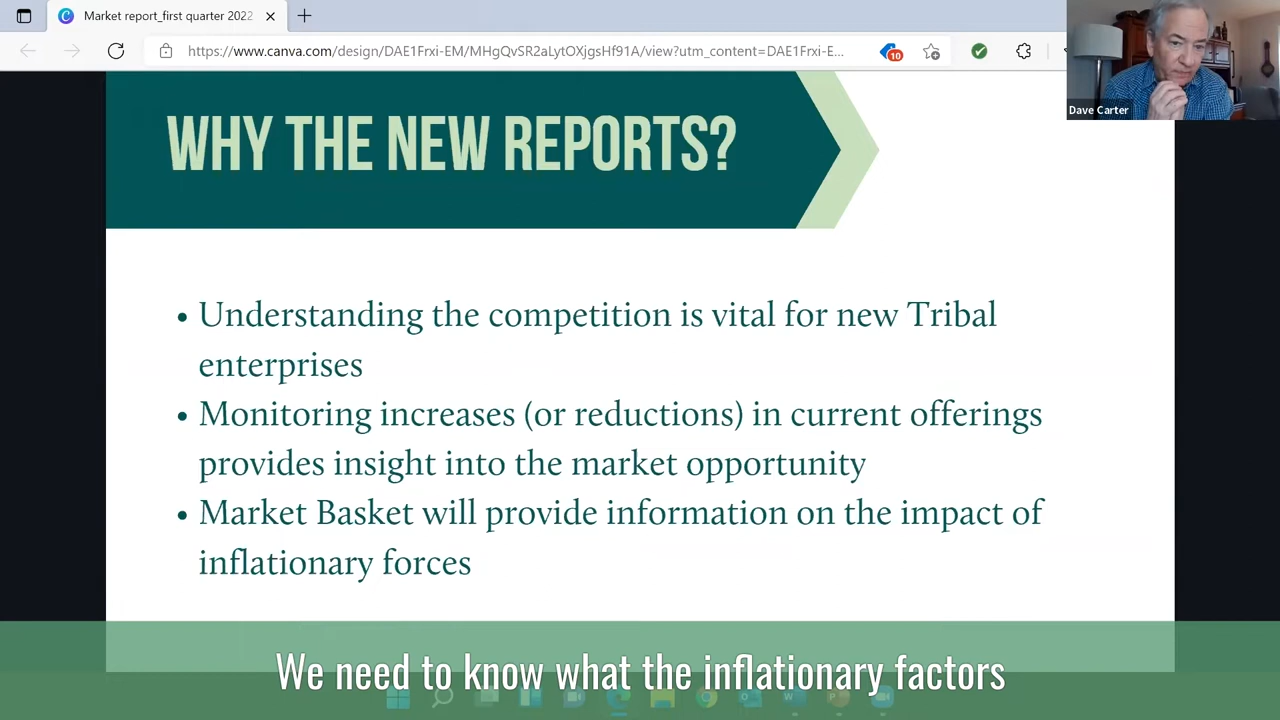 Market report_first quarter 2022
https://www.canva.com/design/DAE1Frxi-EM/MHgQvSR2aLytOXjgsHf91A/view?utm_content=DAE1Frxi-E...
10
Dave Carter
WHY THE NEW REPORTS?
• Understanding the competition is vital for new Tribal
enterprises
• Monitoring increases (or reductions) in current offerings
provides insight into the market opportunity
• Market Basket will provide information on the impact of
inflationary forces
We need to know what the inflationary factors